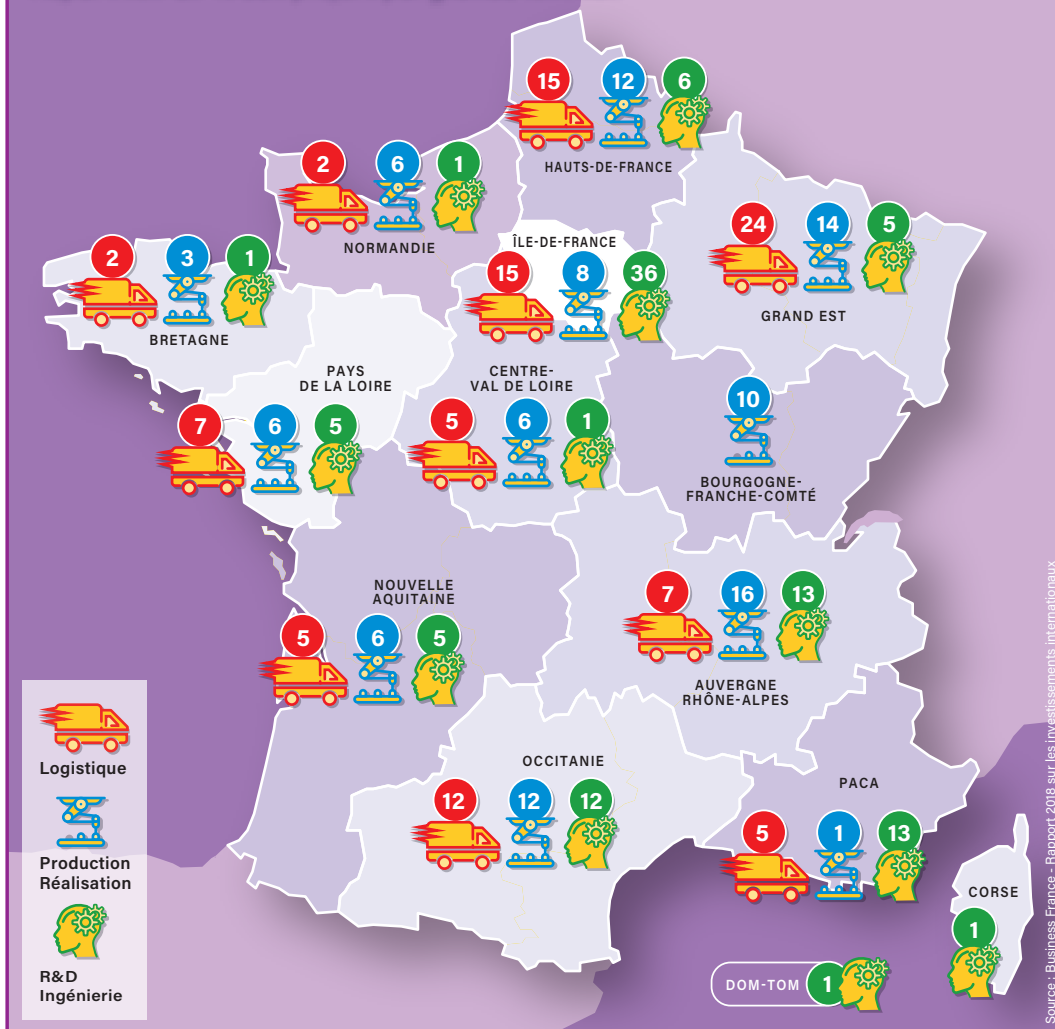 15 12 6
HAUTS-DE-FRANCE
2 6 1
NORMANDIE
24 14 5
GRAND EST
ÎLE-DE-FRANCE
15 8 36
2 3 1
BRETAGNE
PAYS
DE LA LOIRE
7 6 5
CENTRE-
VAL DE LOIRE
5 6 1
10
BOURGOGNE-
FRANCHE-COMTÉ
NOUVELLE
AQUITAINE
5 6 5
7 16 13
AUVERGNE
RHÔNE-ALPES
OCCITANIE
12 12 12
PACA
5 1 13
CORSE
1
DOM-TOM 1
Logistique
Production
Réalisation
R&D
Ingénierie
Source : Business France - Rapport 2018 sur les investissements internationaux